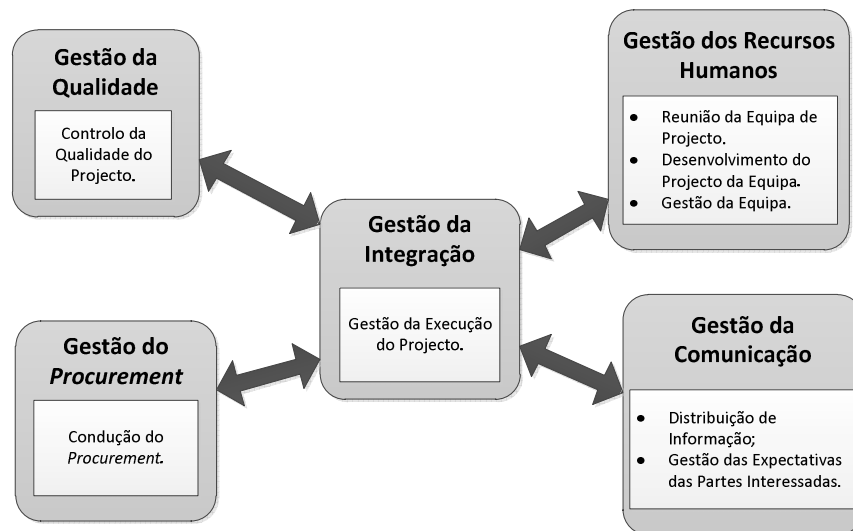 Gestão da
Qualidade
Controlo da
Qualidade do
Projecto.
Gestão dos Recursos
Humanos
● Reunião da Equipa de
Projecto.
● Desenvolvimento do
Projecto da Equipa.
● Gestão da Equipa.
Gestão da
Integração
Gestão da Execução
do Projecto.
Gestão do
Procurement
Condução do
Procurement.
Gestão da
Comunicação
● Distribuição de
Informação;
● Gestão das Expectativas
das Partes Interessadas.